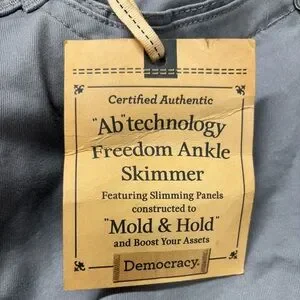 Certified Authentic
"Ab"technology
Freedom Ankle
Skimmer
Featuring Slimming Panels
constructed to
"Mold & Hold"
and Boost Your Assets
Democracy.